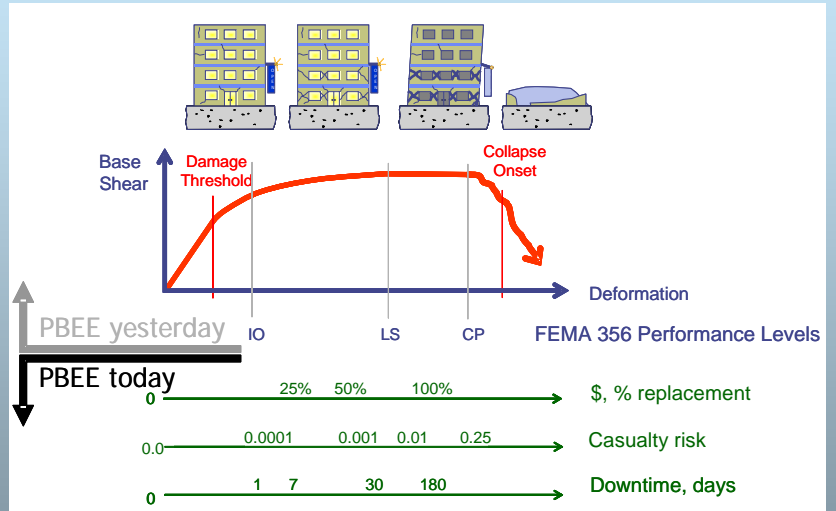 OPEN
OPEN
Base
Shear
Damage
Threshold
Collapse
Onset
Deformation
PBEE yesterday
IO
LS
CP
FEMA 356 Performance Levels
PBEE today
0
25%
50%
100%
$, % replacement
0.0
0.0001
0.001
0.01
0.25
Casualty risk
0
1
7
30
180
Downtime, days